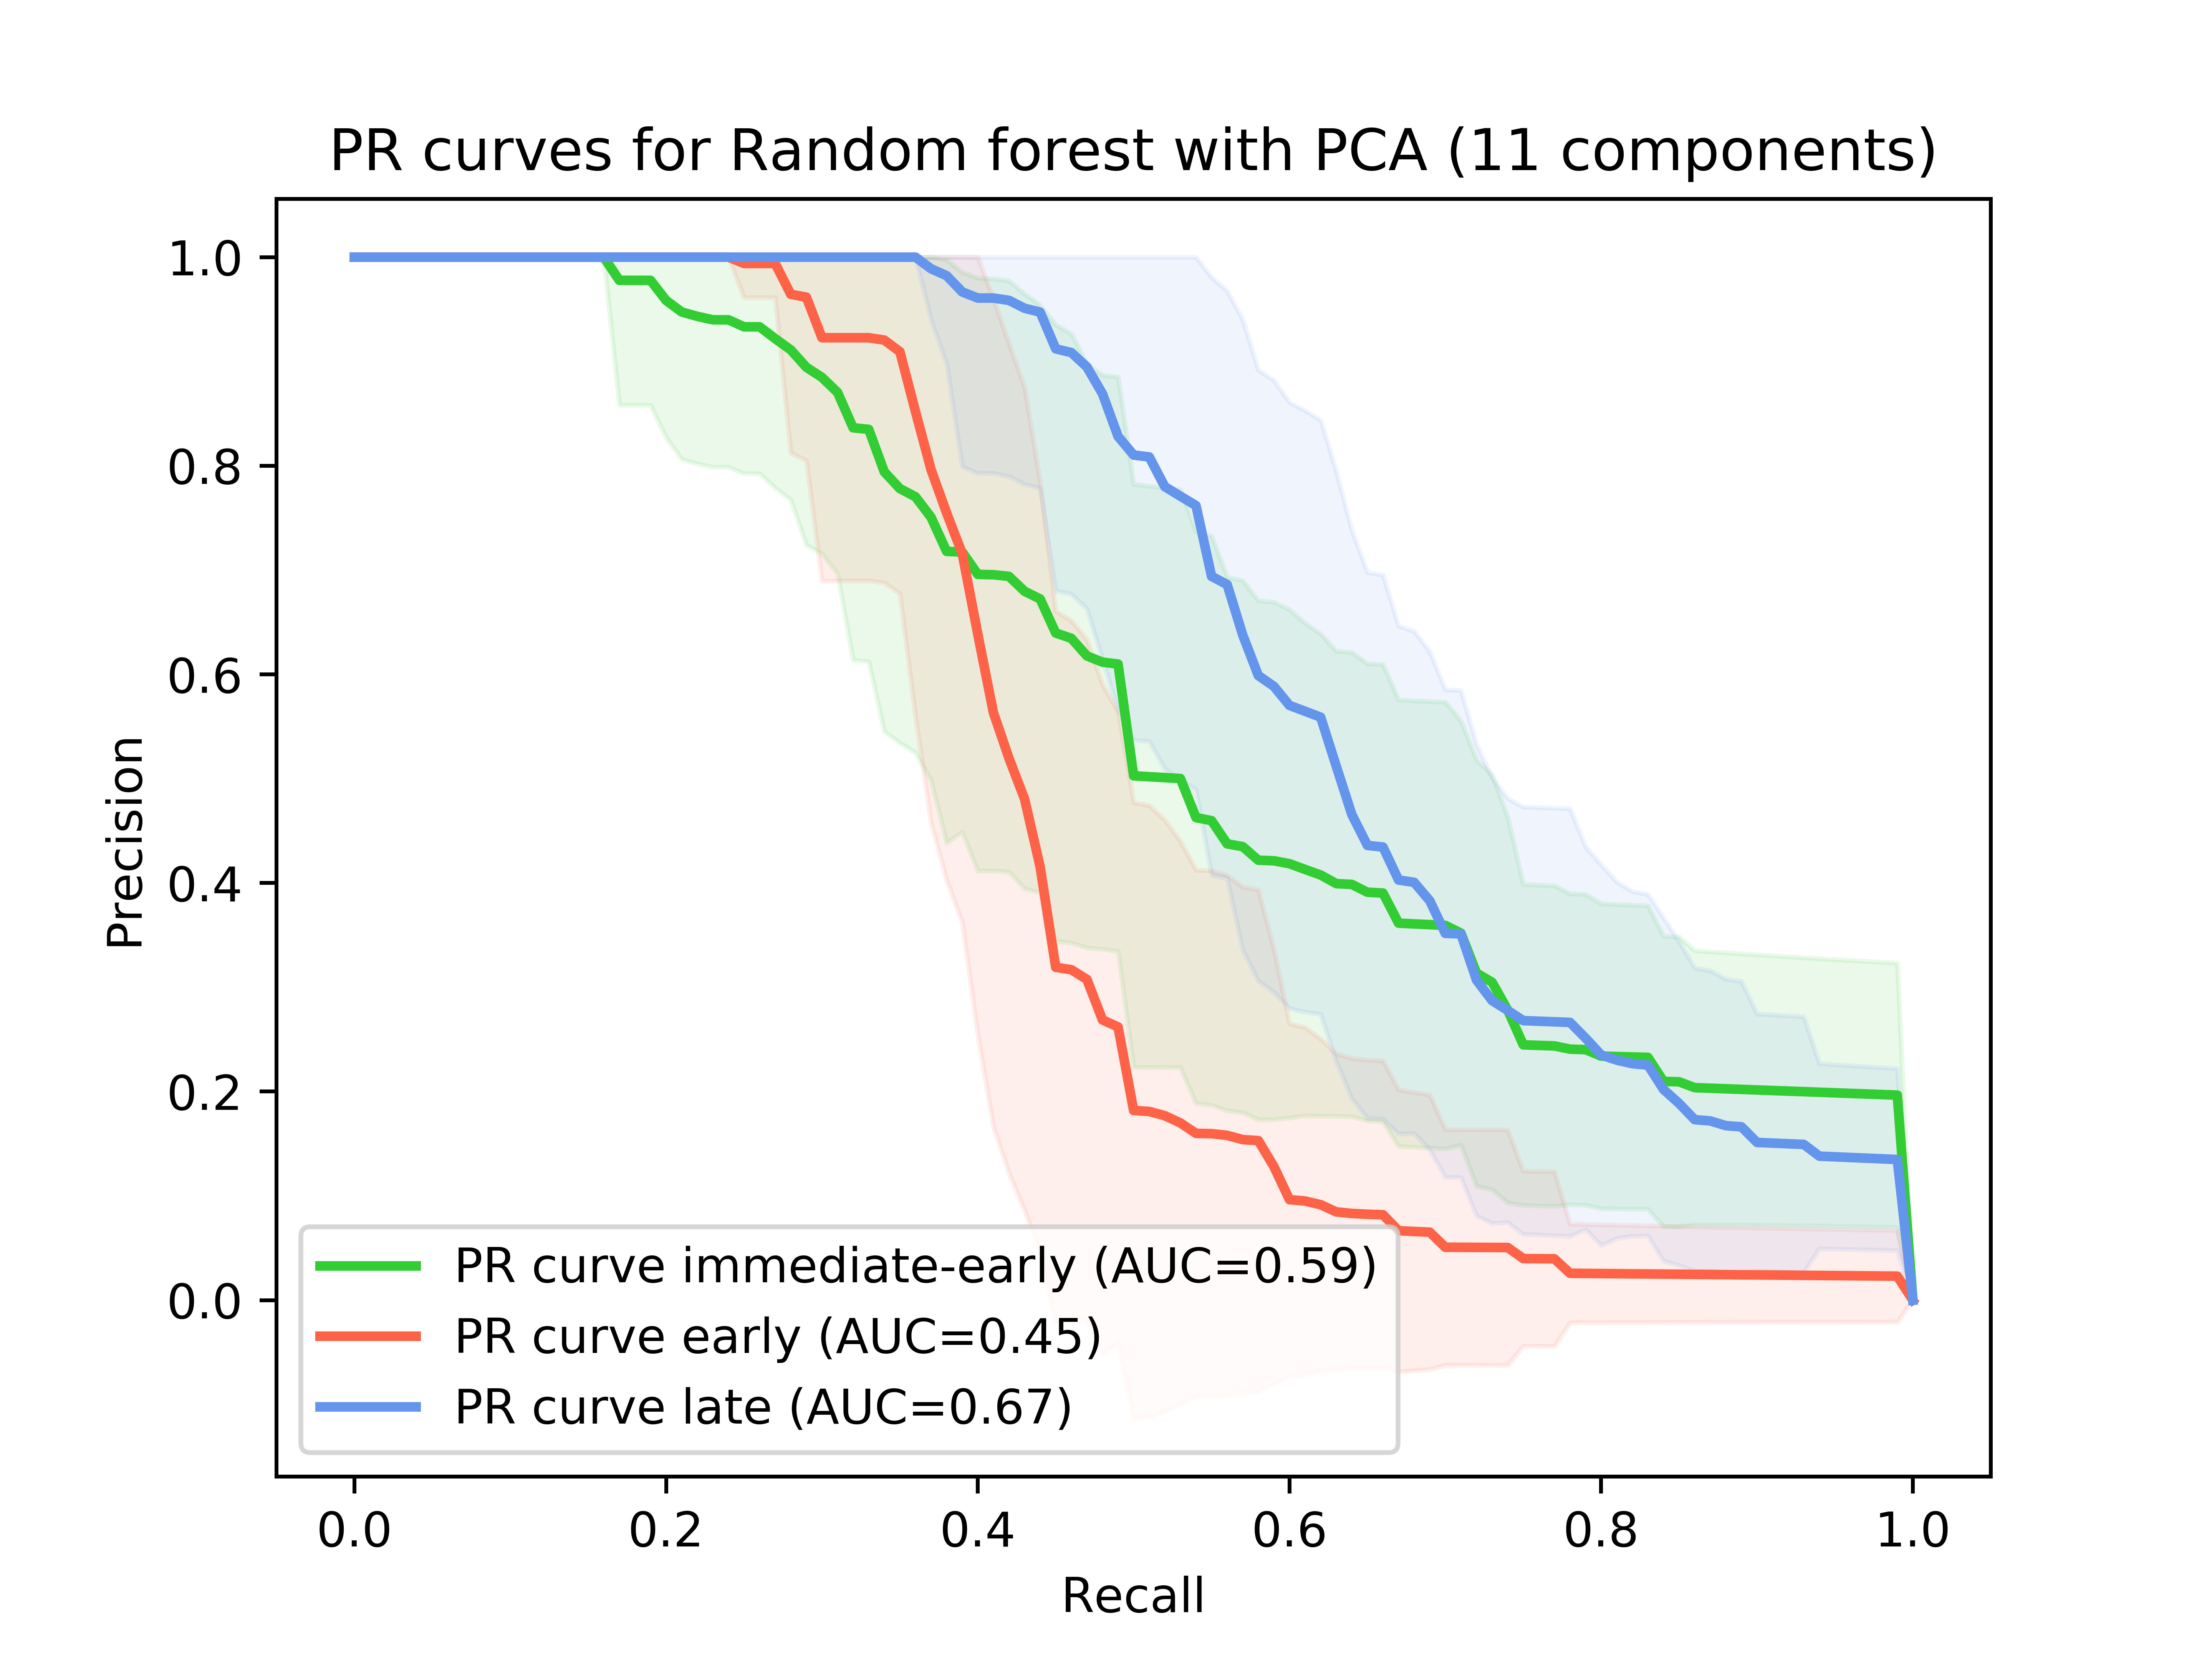 PR curves for Random forest with PCA (11 components)
1.0
0.8
0.6
0.4
0.2
0.0
Precision
PR curve immediate-early (AUC=0.59)
PR curve early (AUC=0.45)
PR curve late (AUC=0.67)
0.0 0.2 0.4 0.6 0.8 1.0
Recall